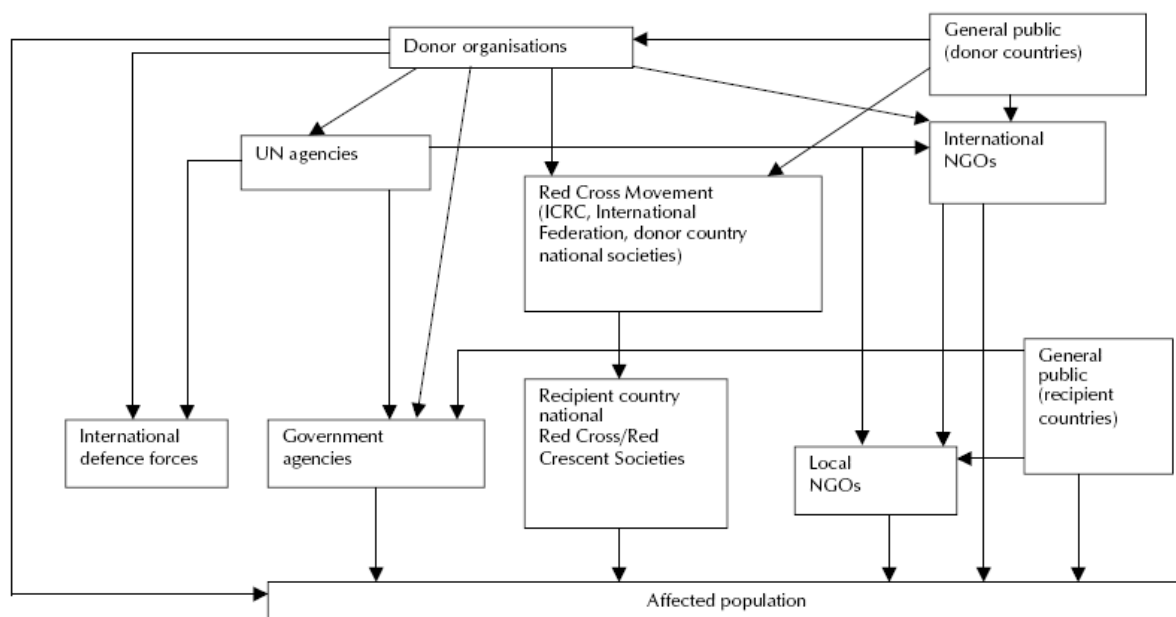 Donor organisations
General public
(donor countries)
UN agencies
International
NGOs
Red Cross Movement
(ICRC, International
Federation, donor country
national societies)
General
public
(recipient
countries)
Recipient country
national
Red Cross/Red
Crescent Societies
International
defence forces
Government
agencies
Local
NGOs
Affected population